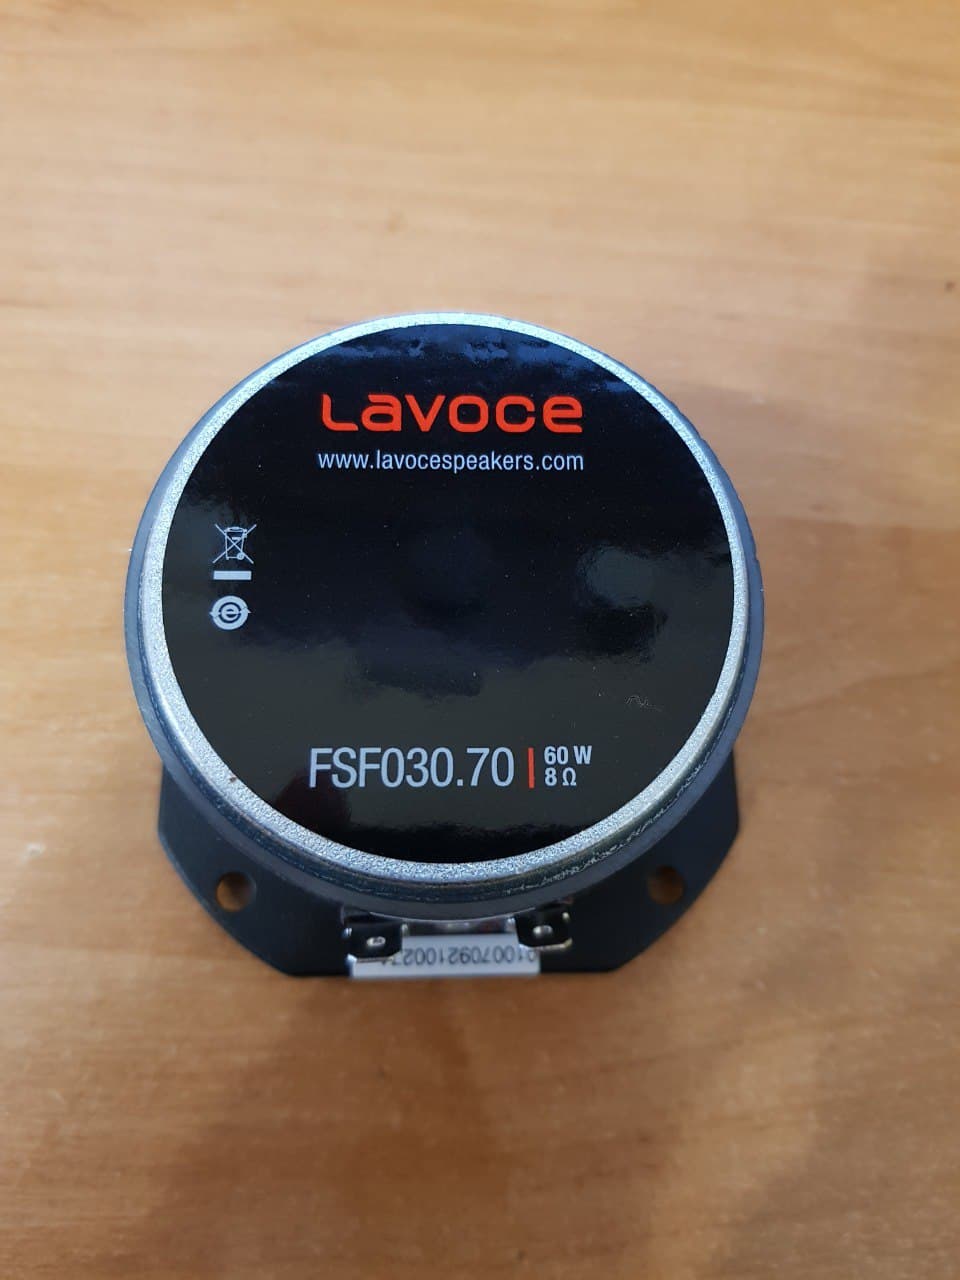 LAVOCE
www.lavocespeakers.com
e
FSF030.70 | 60 W
8 Ω